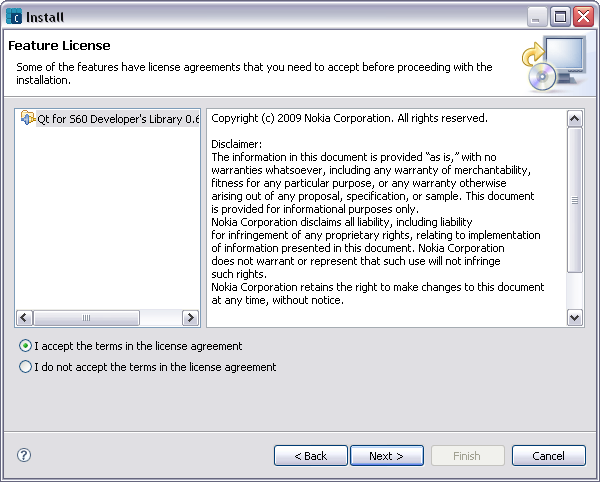 Install
Feature License
Some of the features have license agreements that you need to accept before proceeding with the
installation.
Qt for S60 Developer's Library 0.6
Copyright (c) 2009 Nokia Corporation. All rights reserved.
Disclaimer:
The information in this document is provided “as is,” with no
warranties whatsoever, including any warranty of merchantability,
fitness for any particular purpose, or any warranty otherwise
arising out of any proposal, specification, or sample. This document
is provided for informational purposes only.
Nokia Corporation disclaims all liability, including liability
for infringement of any proprietary rights, relating to implementation
of information presented in this document. Nokia Corporation
does not warrant or represent that such use will not infringe
such rights.
Nokia Corporation retains the right to make changes to this document
at any time, without notice.
I accept the terms in the license agreement
I do not accept the terms in the license agreement
?
< Back
Next >
Finish
Cancel